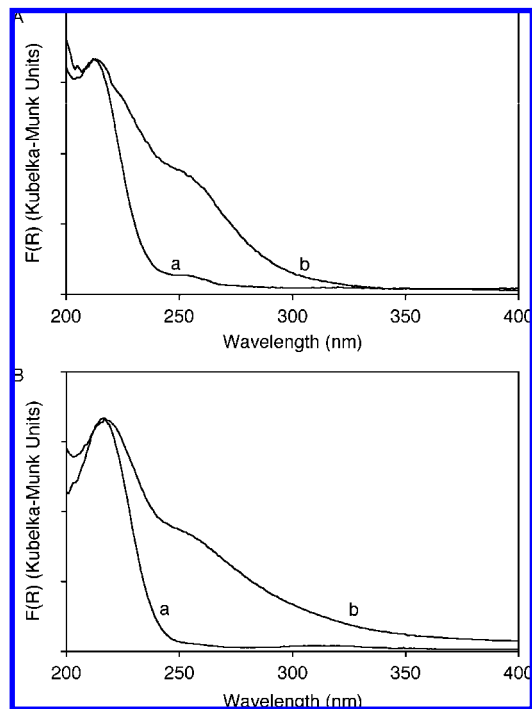 A
F(R) (Kubelka-Munk Units)
a
b
200 250 300 350 400
Wavelength (nm)
B
F(R) (Kubelka-Munk Units)
a
b
200 250 300 350 400
Wavelength (nm)